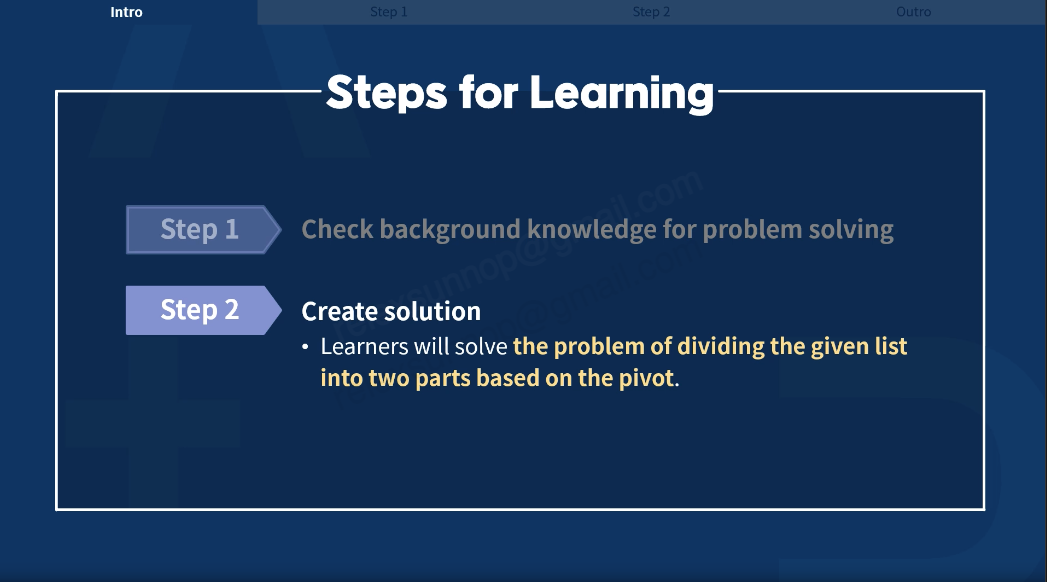 Intro
Step 1
Step 2
Outro
Steps for Learning
Step 1
Check background knowledge for problem solving
Step 2
Create solution
• Learners will solve the problem of dividing the given list
into two parts based on the pivot.